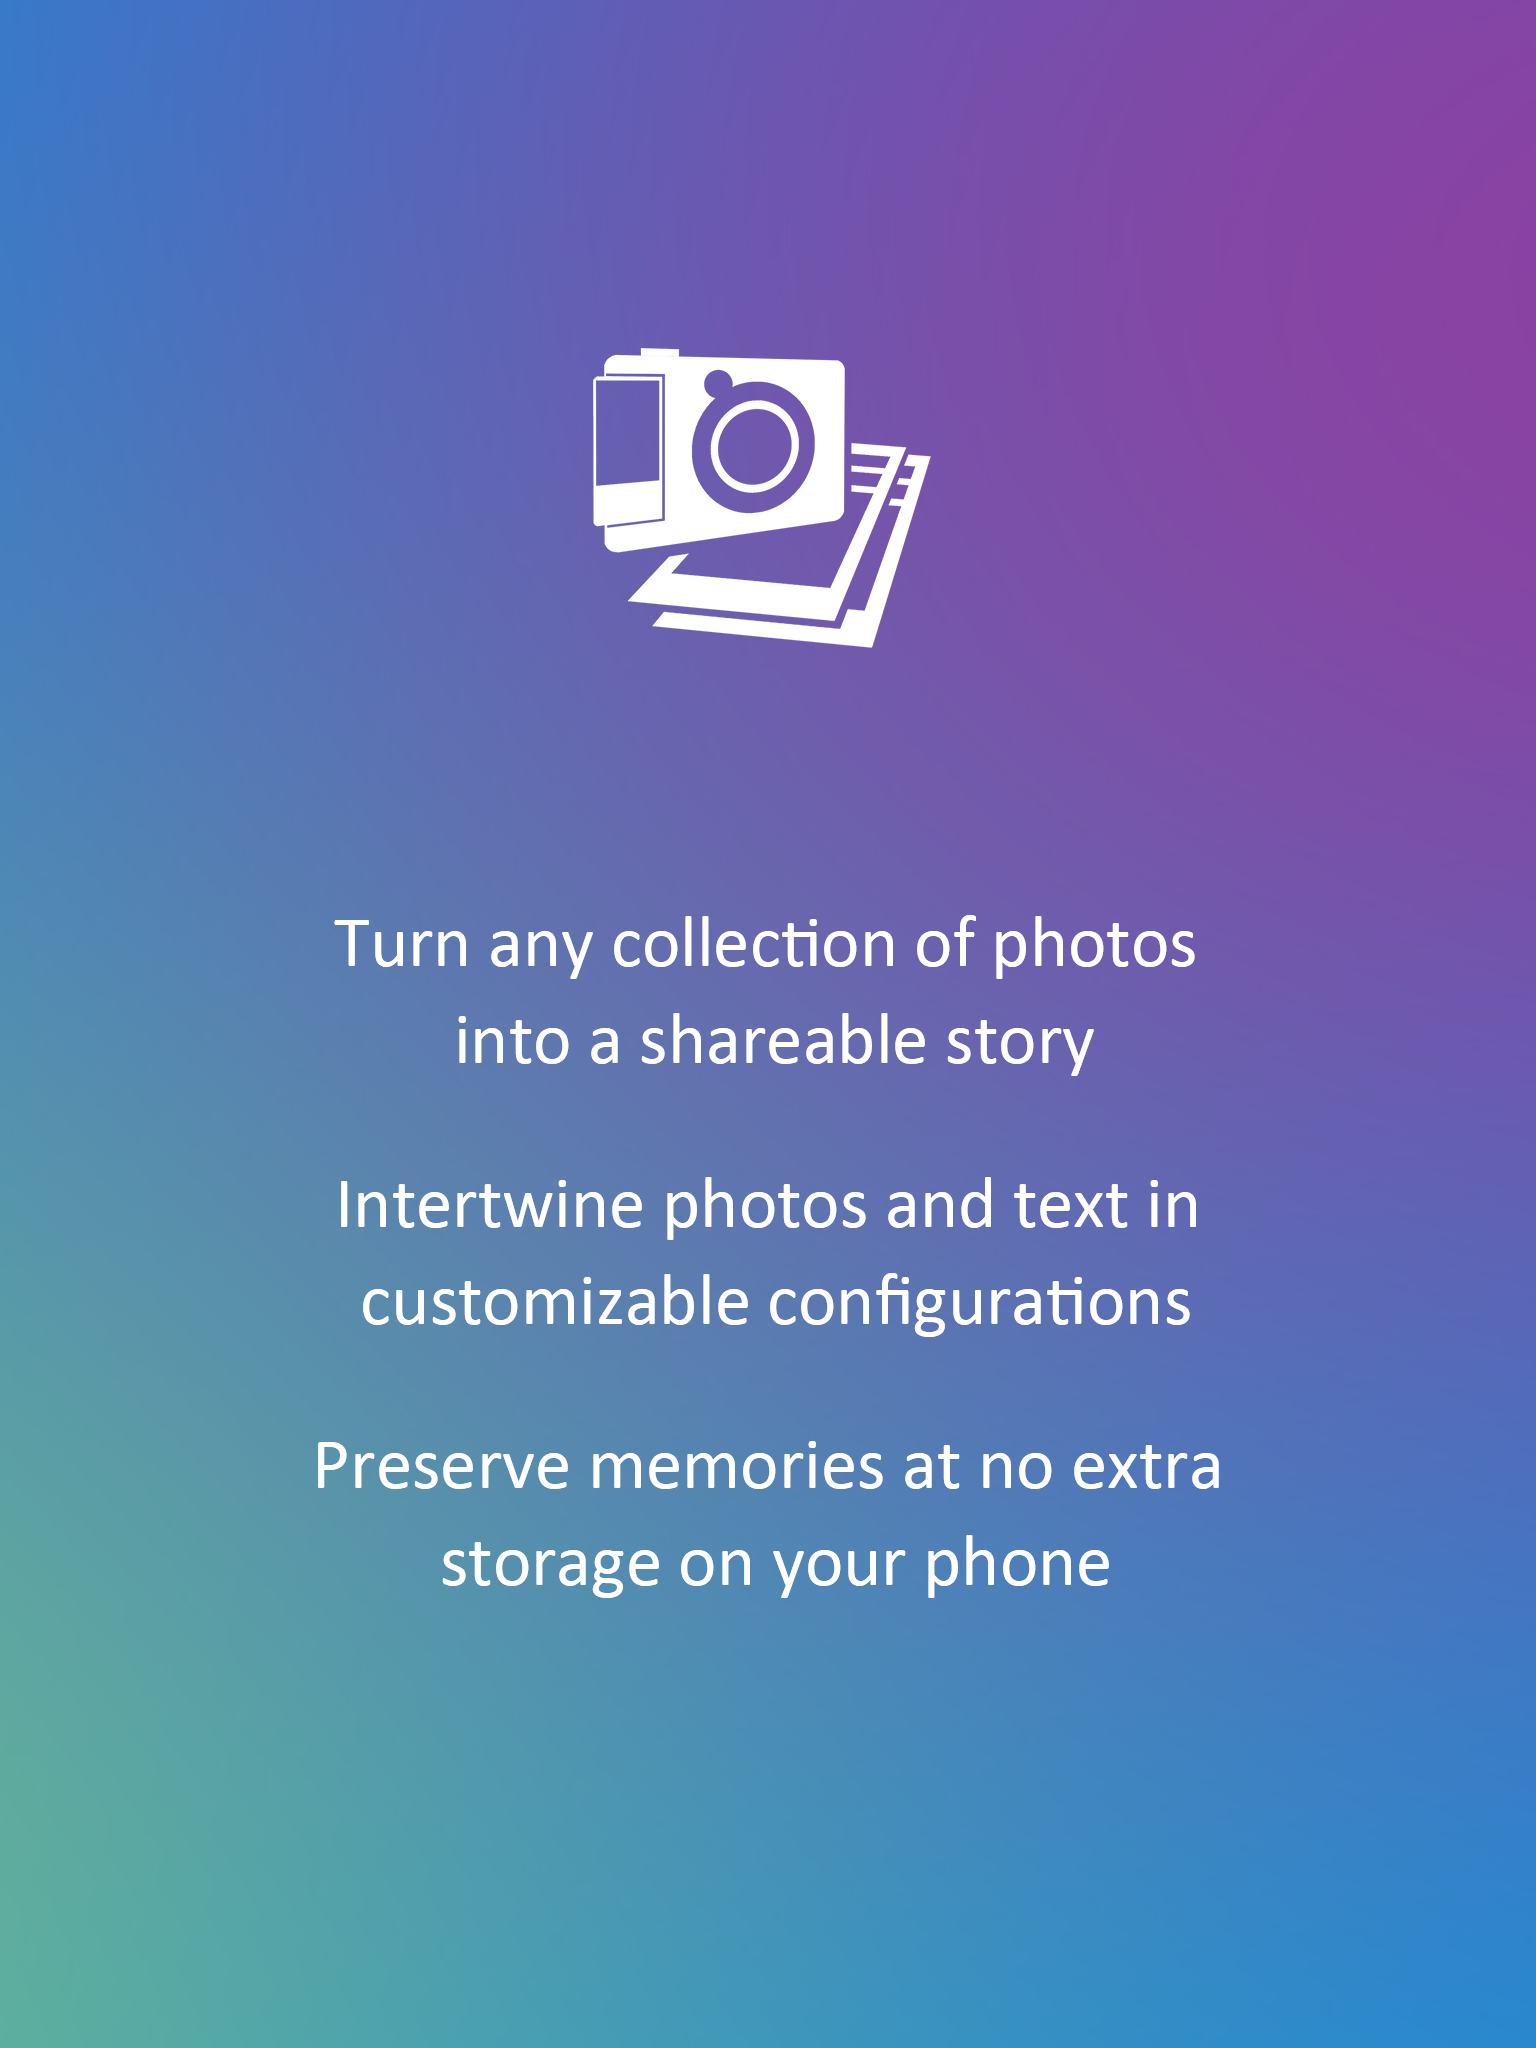 Turn any collection of photos
into a shareable story
Intertwine photos and text in
customizable configurations
Preserve memories at no extra
storage on your phone